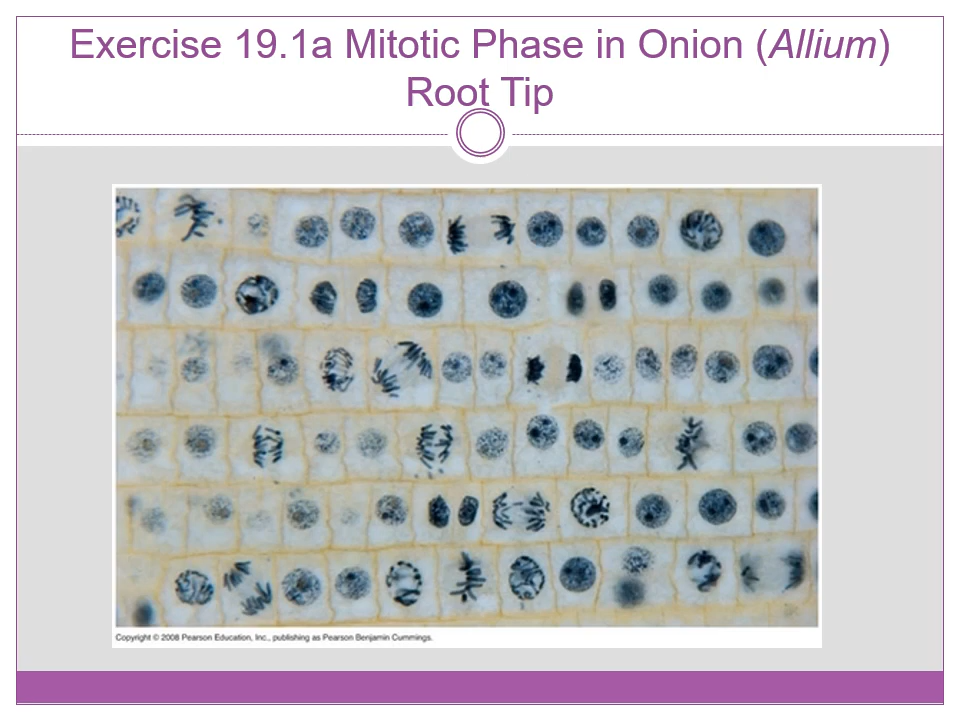 Exercise 19.1a Mitotic Phase in Onion (Allium)
Root Tip
Copyright © 2008 Pearson Education, Inc., publishing as Pearson Benjamin Cummings.